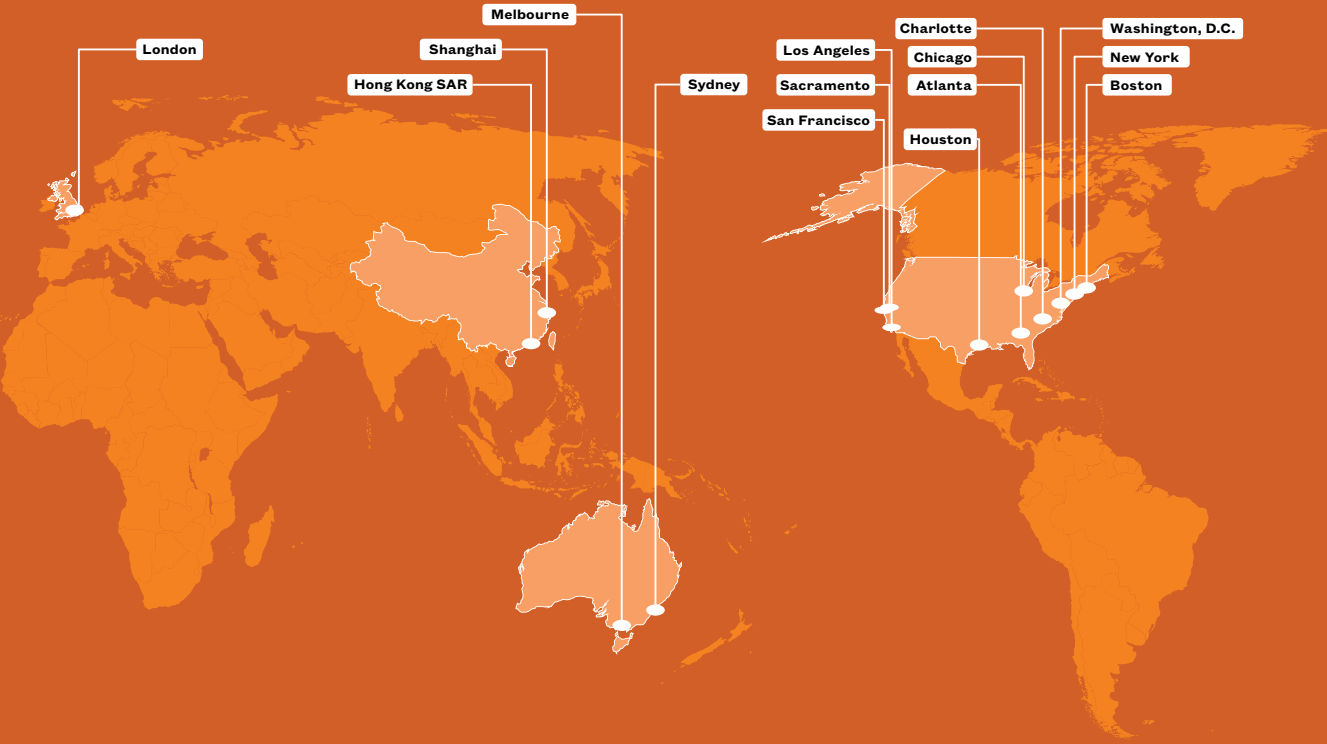 Melbourne
London
Shanghai
Hong Kong SAR
Sydney
Charlotte
Washington, D.C.
Los Angeles
Chicago
New York
Sacramento
Atlanta
Boston
San Francisco
Houston